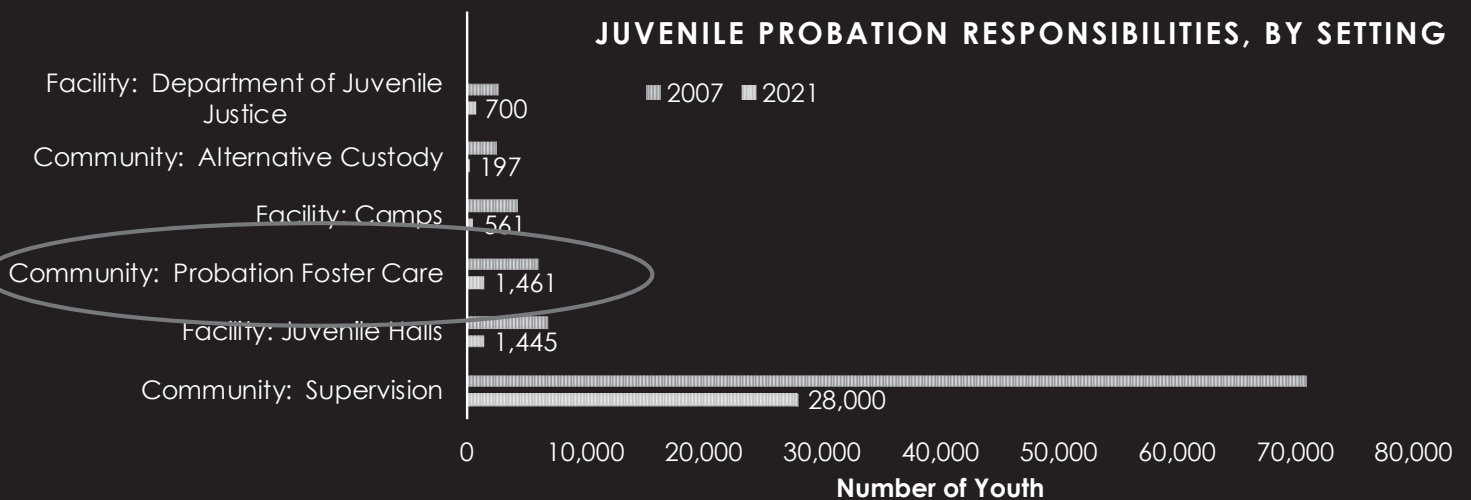 JUVENILE PROBATION RESPONSIBILITIES, BY SETTING
2007 2021
Facility: Department of Juvenile
Justice
700
Community: Alternative Custody
197
Facility: Camps
561
Community: Probation Foster Care
1,461
Facility: Juvenile Halls
1,445
Community: Supervision
28,000
0 10,000 20,000 30,000 40,000 50,000 60,000 70,000 80,000
Number of Youth